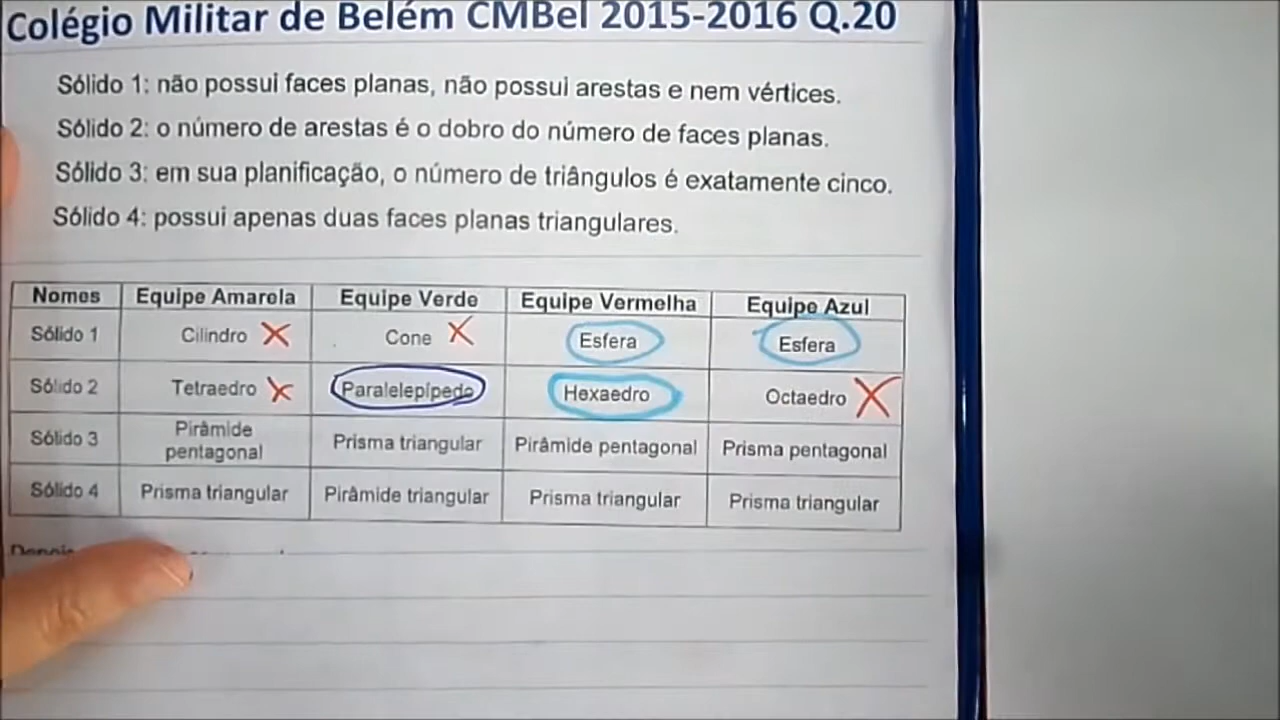 Colégio Militar de Belém CMBel 2015-2016 Q.20
Sólido 1: não possui faces planas, não possui arestas e nem vértices.
Sólido 2: o número de arestas é o dobro do número de faces planas.
Sólido 3: em sua planificação, o número de triângulos é exatamente cinco.
Sólido 4: possui apenas duas faces planas triangulares.
Nomes Equipe Amarela Equipe Verde Equipe Vermelha Equipe Azul
Sólido 1 Cilindro Cone Esfera Esfera
Sólido 2 Tetraedro Paralelepípedo Hexaedro Octaedro
Sólido 3 Pirâmide pentagonal Prisma triangular Pirâmide pentagonal Prisma pentagonal
Sólido 4 Prisma triangular Pirâmide triangular Prisma triangular Prisma triangular